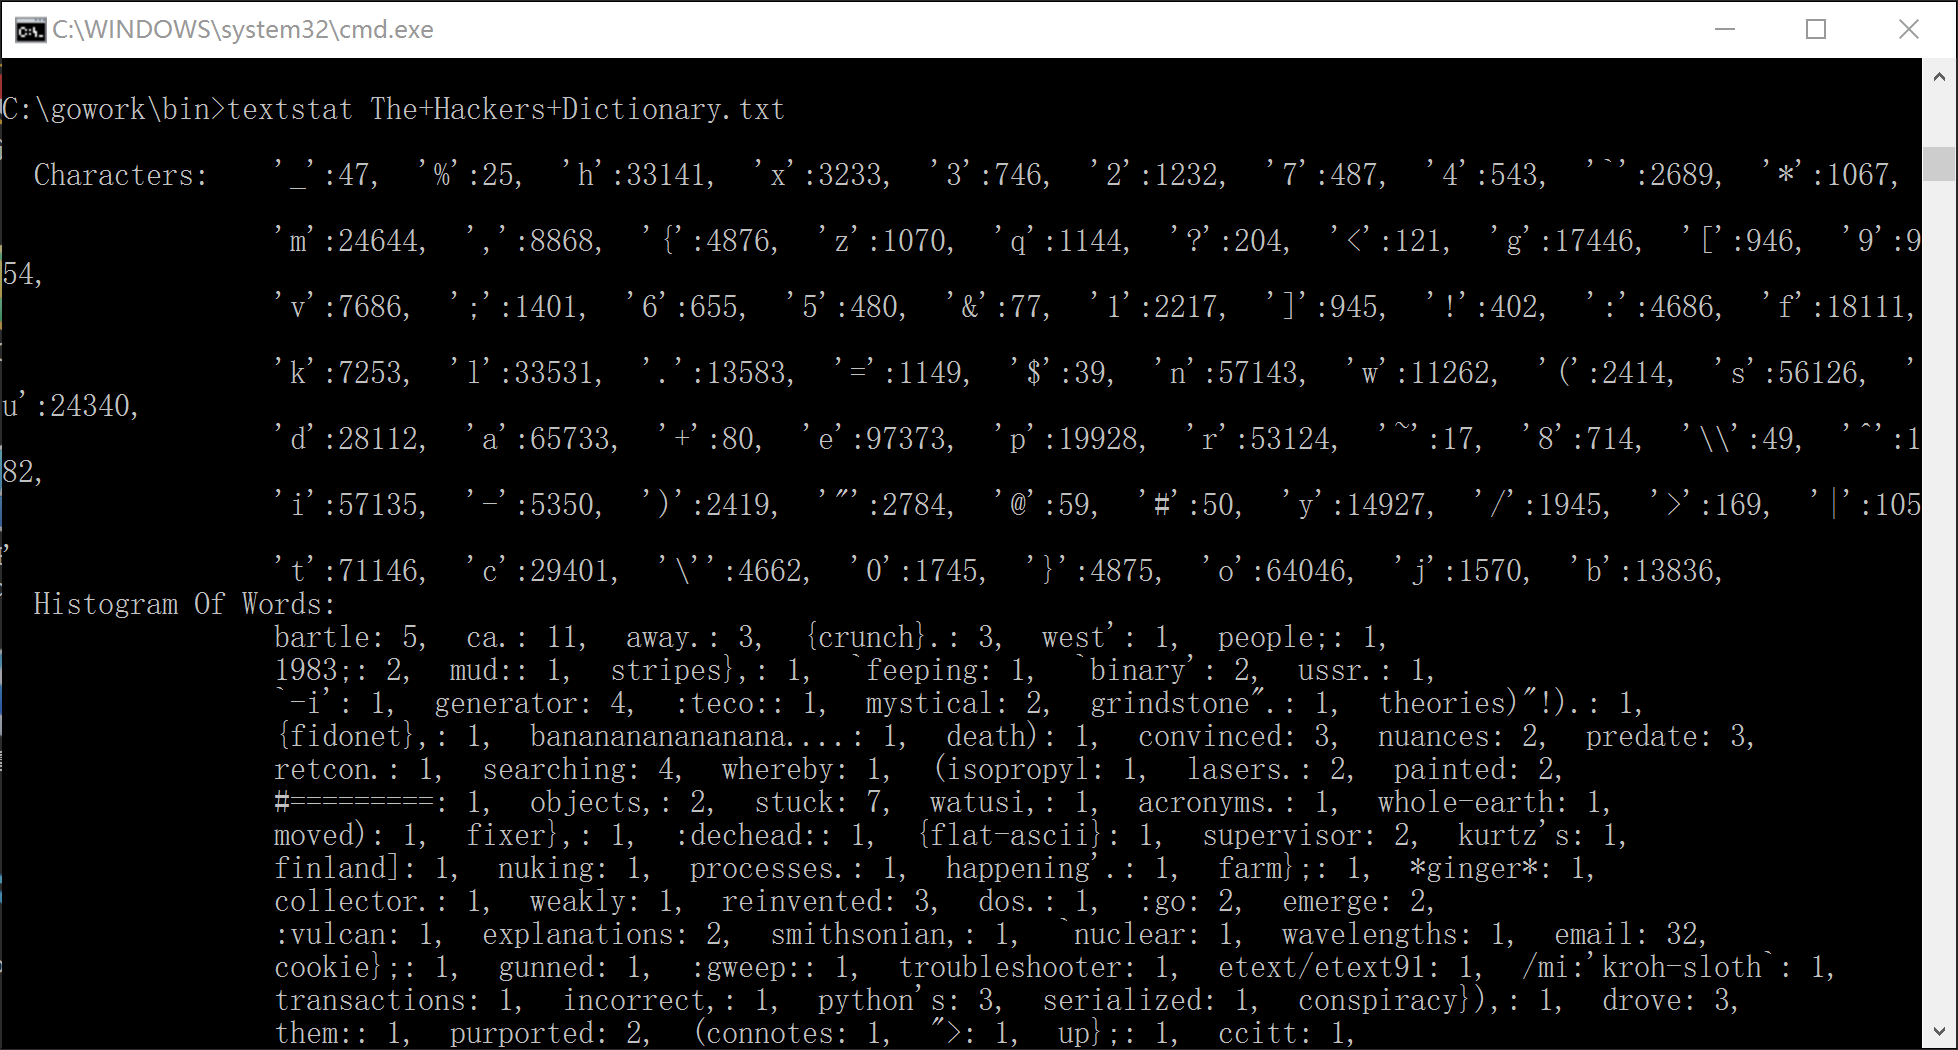 C:\WINDOWS\system32\cmd.exe
C:\gowork\bin>textstat The+Hackers+Dictionary.txt
Characters: '_':47, '%':25, 'h':33141, 'x':3233, '3':746, '2':1232, '7':487, '4':543, '`':2689, '*':1067,
'm':24644, ',':8868, '{':4876, 'z':1070, 'q':1144, '?':204, '<':121, 'g':17446, '[':946, '9':9
54,
'v':7686, ';':1401, '6':655, '5':480, '&':77, '1':2217, ']':945, '!':402, ':':4686, 'f':18111,
'k':7253, 'l':33531, '.':13583, '=':1149, '$':39, 'n':57143, 'w':11262, '(':2414, 's':56126, '
u':24340,
'd':28112, 'a':65733, '+':80, 'e':97373, 'p':19928, 'r':53124, '~':17, '8':714, '\\':49, '^':1
82,
'i':57135, '-':5350, ')':2419, '"':2784, '@':59, '#':50, 'y':14927, '/':1945, '>':169, '|':105
,
't':71146, 'c':29401, '\'':4662, '0':1745, '}':4875, 'o':64046, 'j':1570, 'b':13836,
Histogram Of Words:
bartle: 5, ca.: 11, away.: 3, {crunch}.: 3, west': 1, people;: 1,
1983;: 2, mud:: 1, stripes},: 1, `feeping: 1, `binary': 2, ussr.: 1,
`-i': 1, generator: 4, :teco:: 1, mystical: 2, grindstone".: 1, theories)"!).: 1,
{fidonet},: 1, banananananananana....: 1, death): 1, convinced: 3, nuances: 2, predate: 3,
retcon.: 1, searching: 4, whereby: 1, (isopropyl: 1, lasers.: 2, painted: 2,
#=========: 1, objects,: 2, stuck: 7, watusi,: 1, acronyms.: 1, whole-earth: 1,
moved): 1, fixer},: 1, :dechead:: 1, {flat-ascii}: 1, supervisor: 2, kurtz's: 1,
finland]: 1, nuking: 1, processes.: 1, happening'.: 1, farm};: 1, *ginger*: 1,
collector.: 1, weakly: 1, reinvented: 3, dos.: 1, :go: 2, emerge: 2,
:vulcan: 1, explanations: 2, smithsonian,: 1, `nuclear: 1, wavelengths: 1, email: 32,
cookie};: 1, gunned: 1, :gweep:: 1, troubleshooter: 1, etext/etext91: 1, /mi:'kroh-sloth`: 1,
transactions: 1, incorrect,: 1, python's: 3, serialized: 1, conspiracy}),: 1, drove: 3,
them:: 1, purported: 2, (connotes: 1, ">: 1, up};: 1, ccitt: 1,